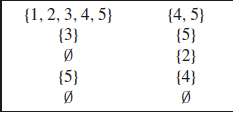 {1, 2, 3, 4, 5} {4, 5}
{3} {5}
Ø {2}
{5} {4}
Ø Ø